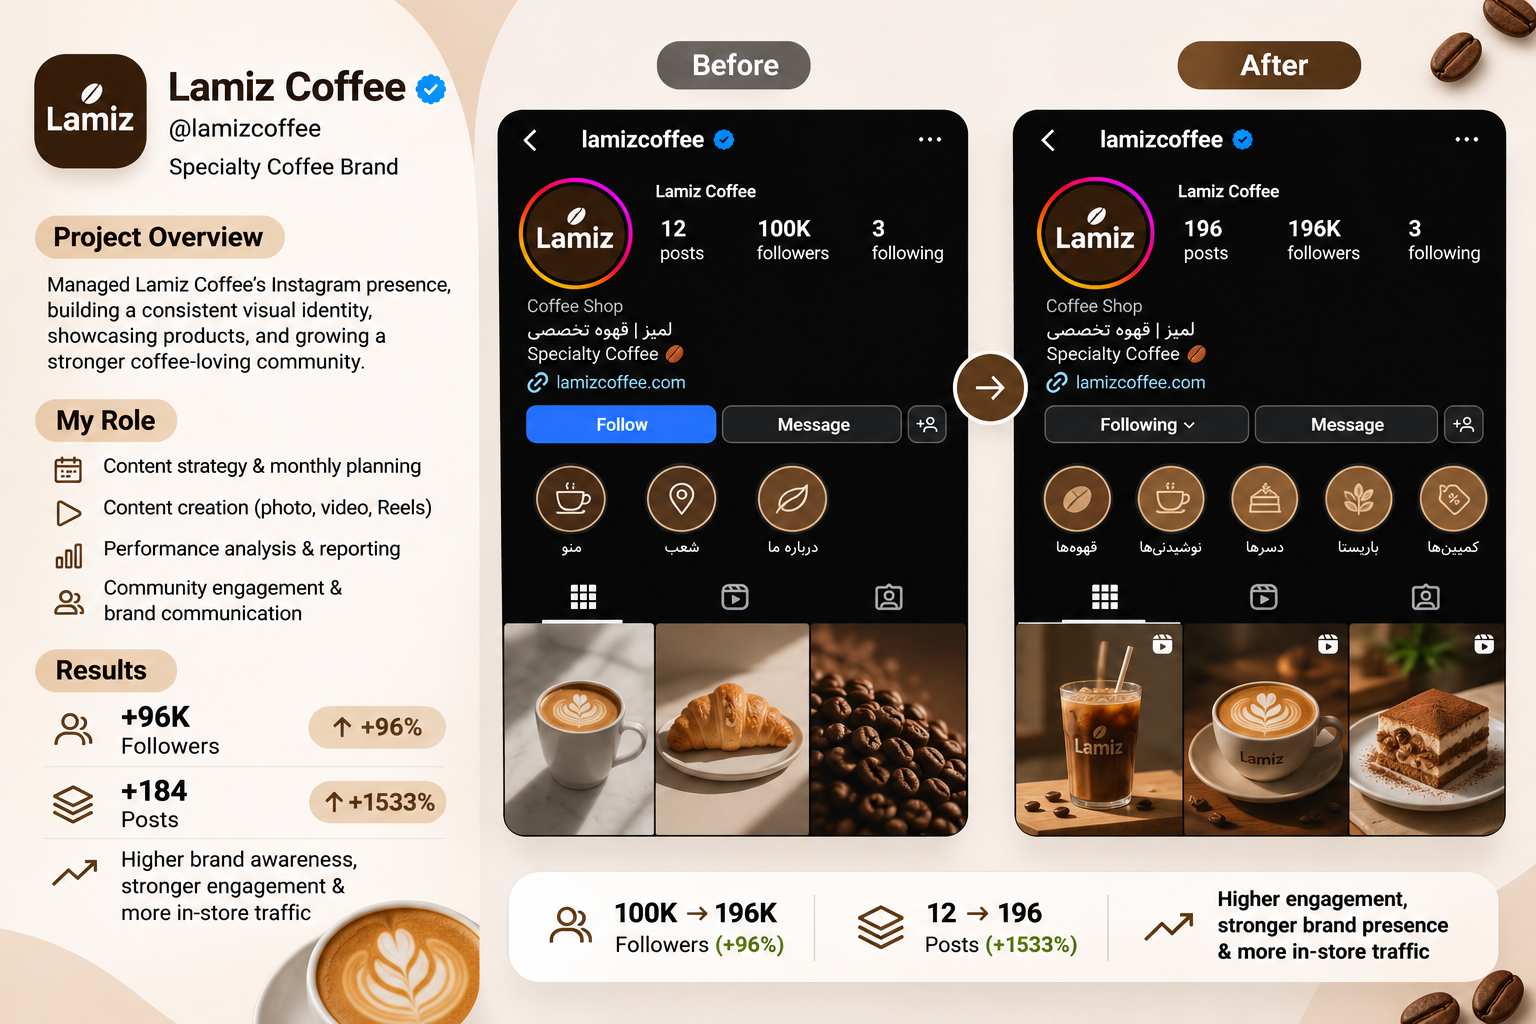 Lamiz
Lamiz Coffee
@lamizcoffee
Specialty Coffee Brand
Project Overview
Managed Lamiz Coffee's Instagram presence,
building a consistent visual identity,
showcasing products, and growing a
stronger coffee-loving community.
My Role
Content strategy & monthly planning
Content creation (photo, video, Reels)
Performance analysis & reporting
Community engagement &
brand communication
Results
+96K
Followers
↑ +96%
+184
Posts
↑ +1533%
Higher brand awareness,
stronger engagement &
more in-store traffic
Before
lamizcoffee
Lamiz
Lamiz Coffee
12 100K 3
posts followers following
Coffee Shop
لمیز | قهوه تخصصی
Specialty Coffee
lamizcoffee.com
Follow Message
منو شعب درباره ما
After
lamizcoffee
Lamiz
Lamiz Coffee
196 196K 3
posts followers following
Coffee Shop
لمیز | قهوه تخصصی
Specialty Coffee
lamizcoffee.com
Following Message
قهوه‌ها نوشیدنی‌ها دسرها باریستا کمپین‌ها
%
Lamiz
Lamiz
100K → 196K
Followers (+96%)
12 → 196
Posts (+1533%)
Higher engagement,
stronger brand presence
& more in-store traffic